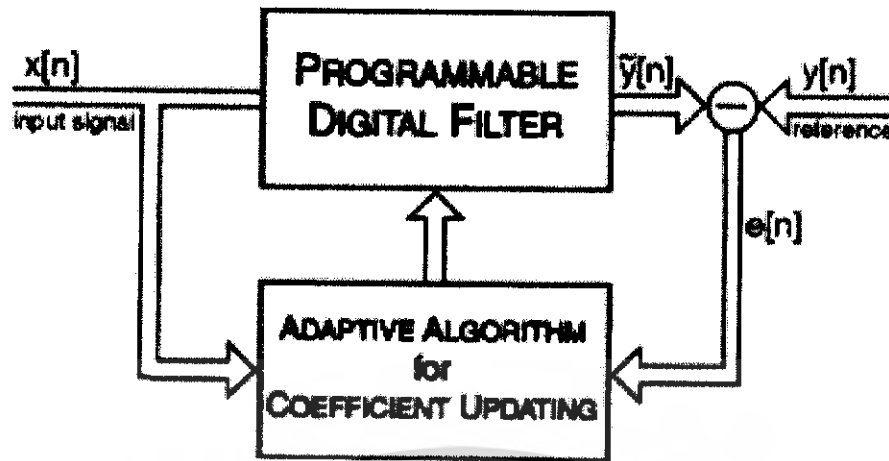 x[n]
input signal
PROGRAMMABLE
DIGITAL FILTER
ỹ[n]
y[n]
reference
e[n]
ADAPTIVE ALGORITHM
for
COEFFICIENT UPDATING